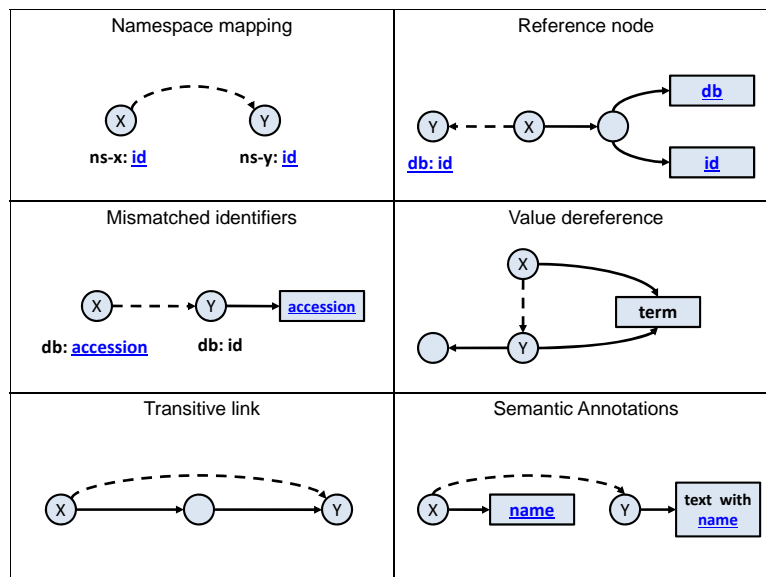 Namespace mapping
X
Y
ns-x: id
ns-y: id
Reference node
db
Y
X
db: id
id
Mismatched identifiers
X
Y
accession
db: accession
db: id
Value dereference
X
term
Y
Transitive link
X
Y
Semantic Annotations
X
name
Y
text with
name